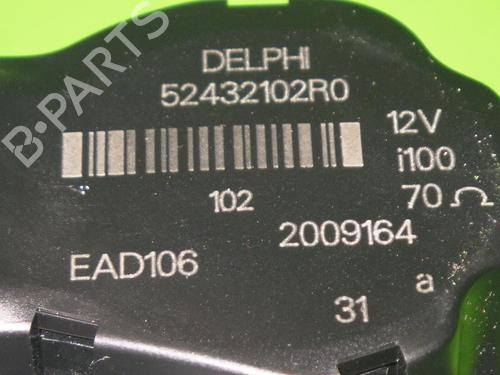 B-PARTS
DELPHI
52432102R0
12V
i100
70 Ω
102
2009164
EAD106
a
31